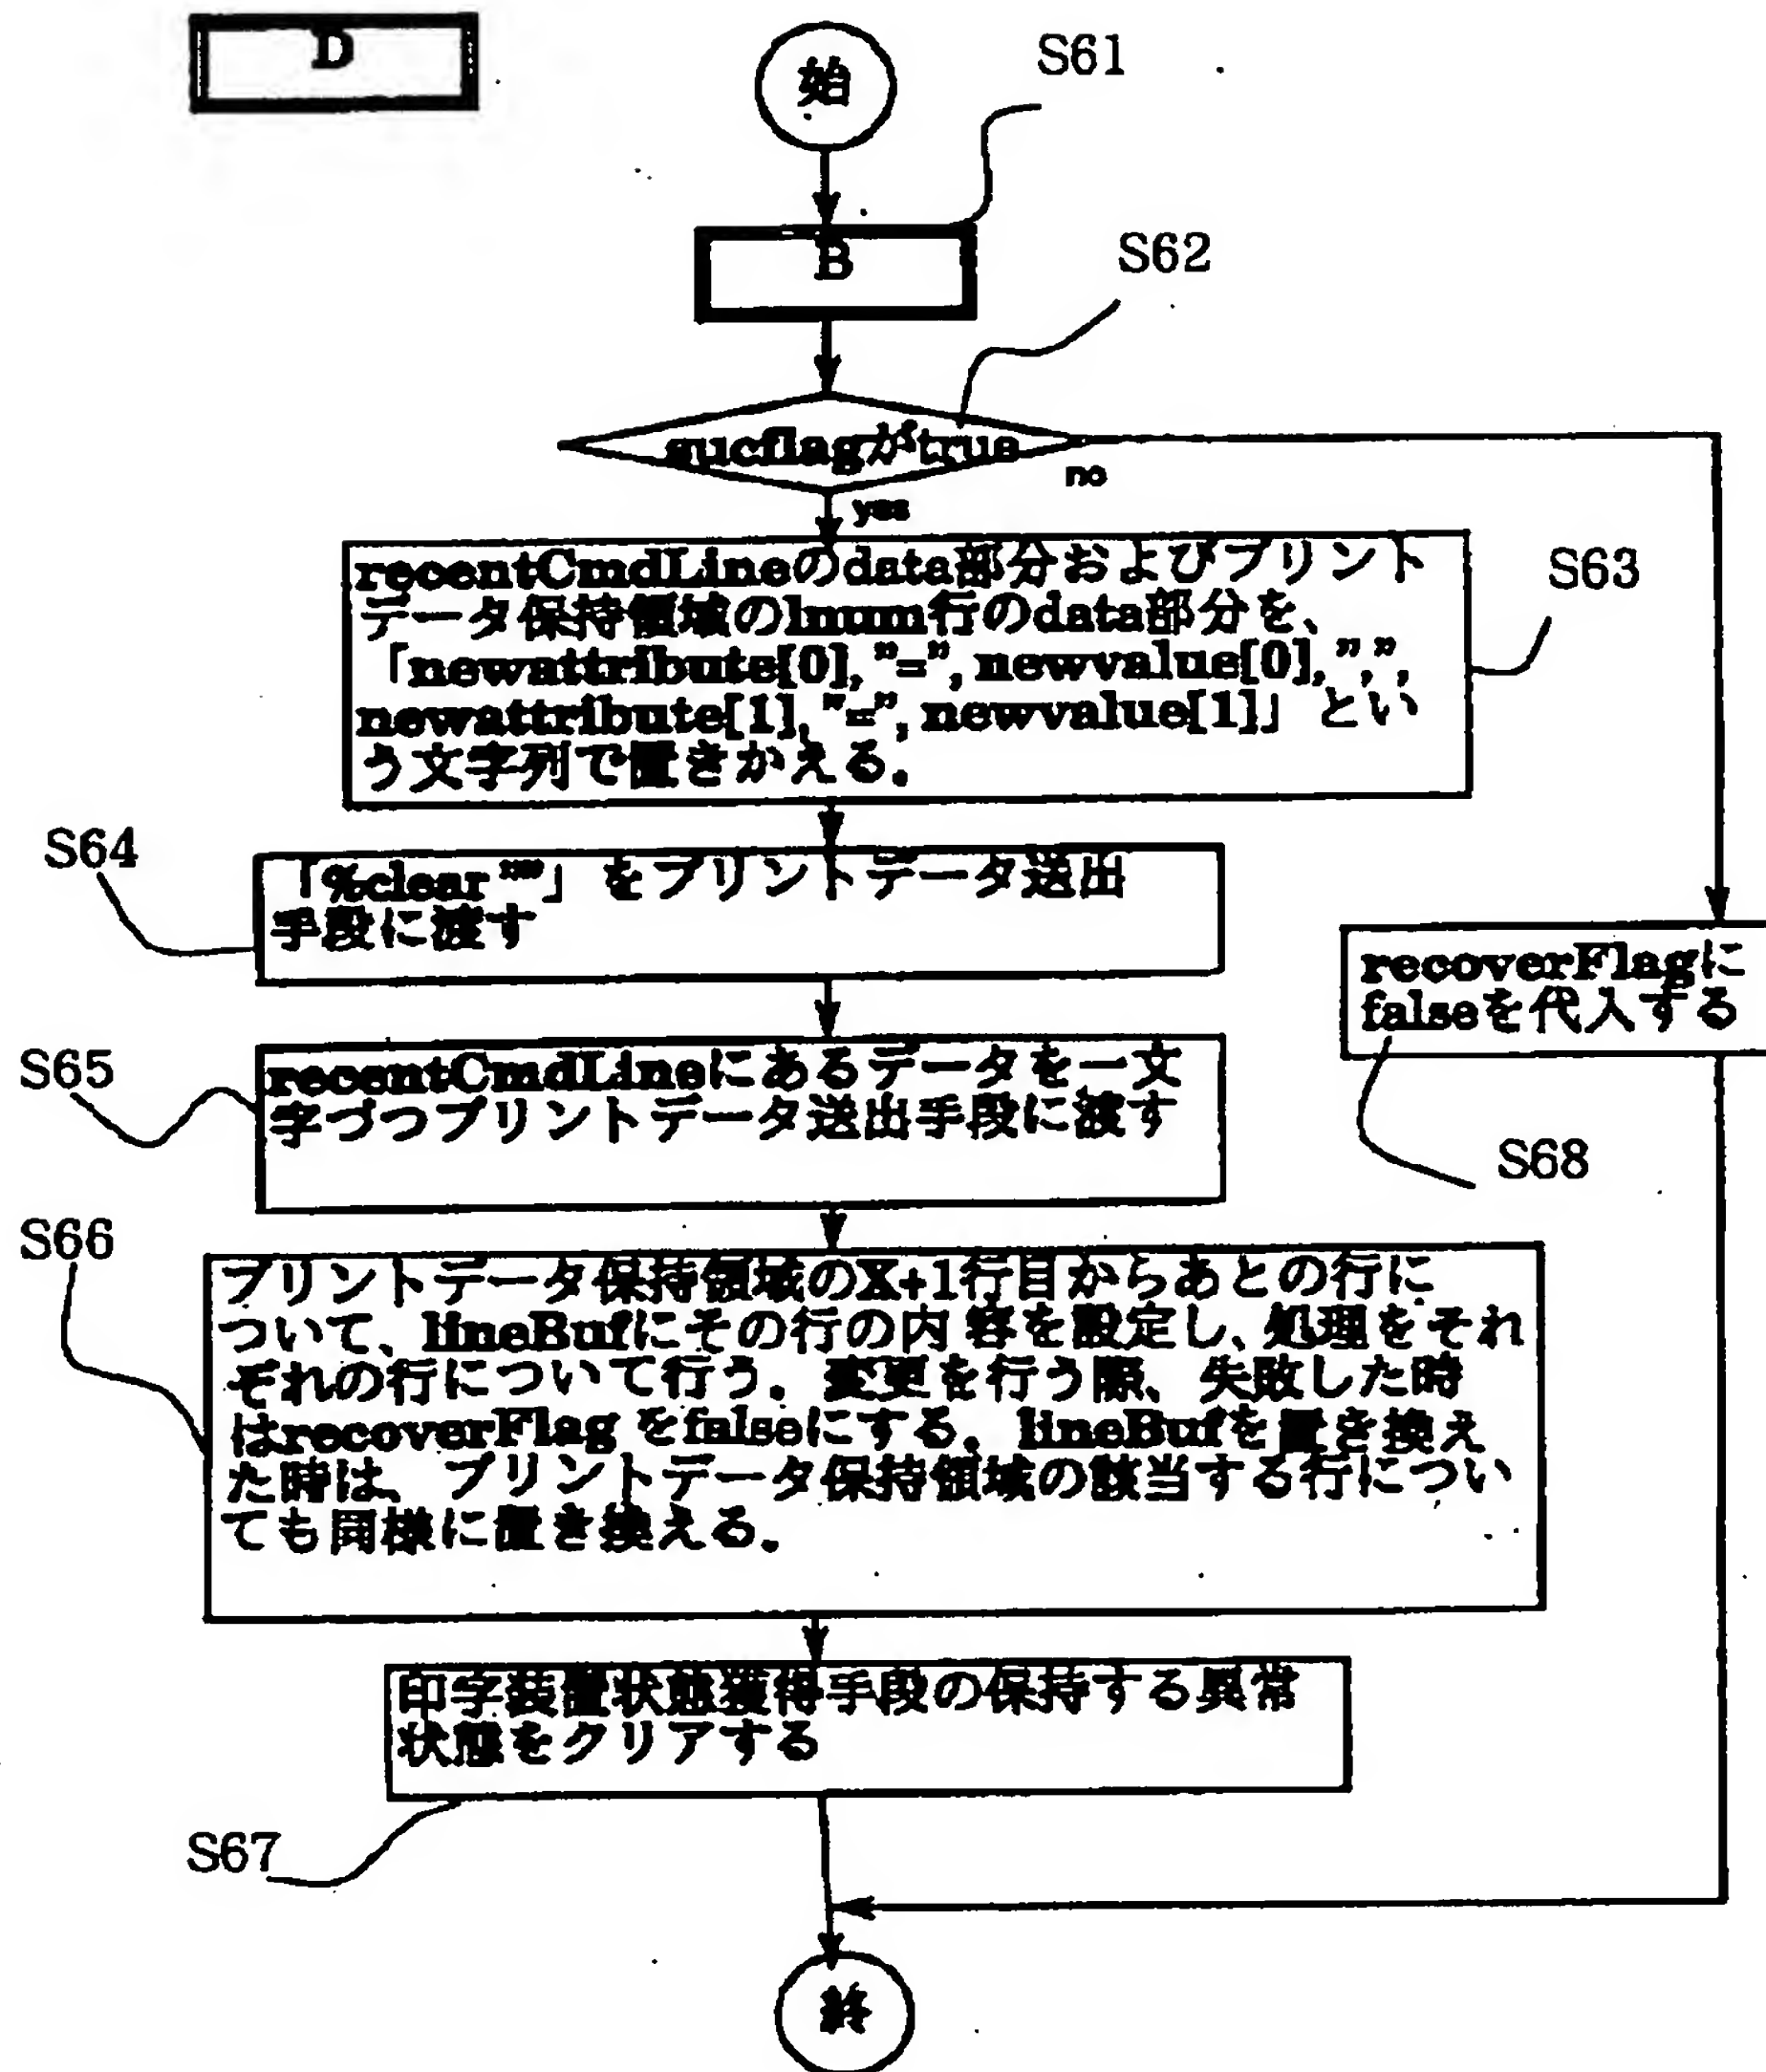 D
始
S61
B
S62
sucflagがtrue
no
yes
recentCmdLineのdata部分およびプリント
データ保持領域のlnum行のdata部分を、
「newattribute[0], ”=”, newvalue[0], ”,”,
newattribute[1], ”=”, newvalue[1]」とい
う文字列で置きかえる。
S63
S64
「%clear ””」をプリントデータ送出
手段に渡す
recoverFlagに
falseを代入する
S65
recentCmdLineにあるデータを一文
字づつプリントデータ送出手段に渡す
S68
S66
プリントデータ保持領域のX+1行目からあとの行に
ついて、lineBufにその行の内容を設定し、処理をそれ
ぞれの行について行う。変更を行う際、失敗した時
はrecoverFlagをfalseにする。lineBufを置き換え
た時は、プリントデータ保持領域の該当する行につい
ても同様に置き換える。
印字装置状態獲得手段の保持する異常
状態をクリアする
S67
終